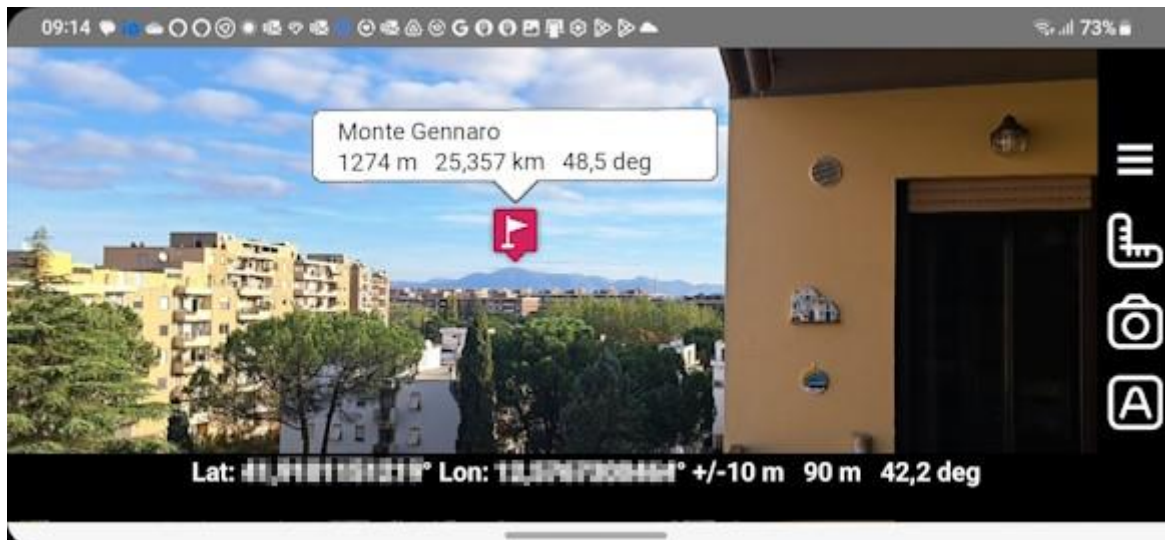 09:14
73%
Monte Gennaro
1274 m 25,357 km 48,5 deg
A
Lat: ° Lon: ° +/-10 m 90 m 42,2 deg